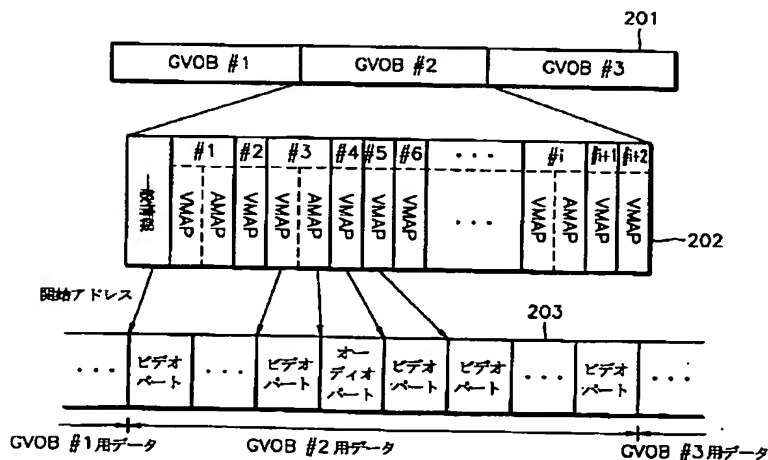 201
GVOB #1 GVOB #2 GVOB #3
#1 #2 #3 #4 #5 #6 ・・・ #i #i+1 #i+2
一般情報 VMAP AMAP VMAP VMAP AMAP VMAP VMAP VMAP ・・・ VMAP AMAP VMAP VMAP
202
開始アドレス
203
・・・ ビデオパート ・・・ ビデオパート オーディオパート ビデオパート ビデオパート ・・・ ビデオパート ・・・
GVOB #1用データ GVOB #2用データ GVOB #3用データ